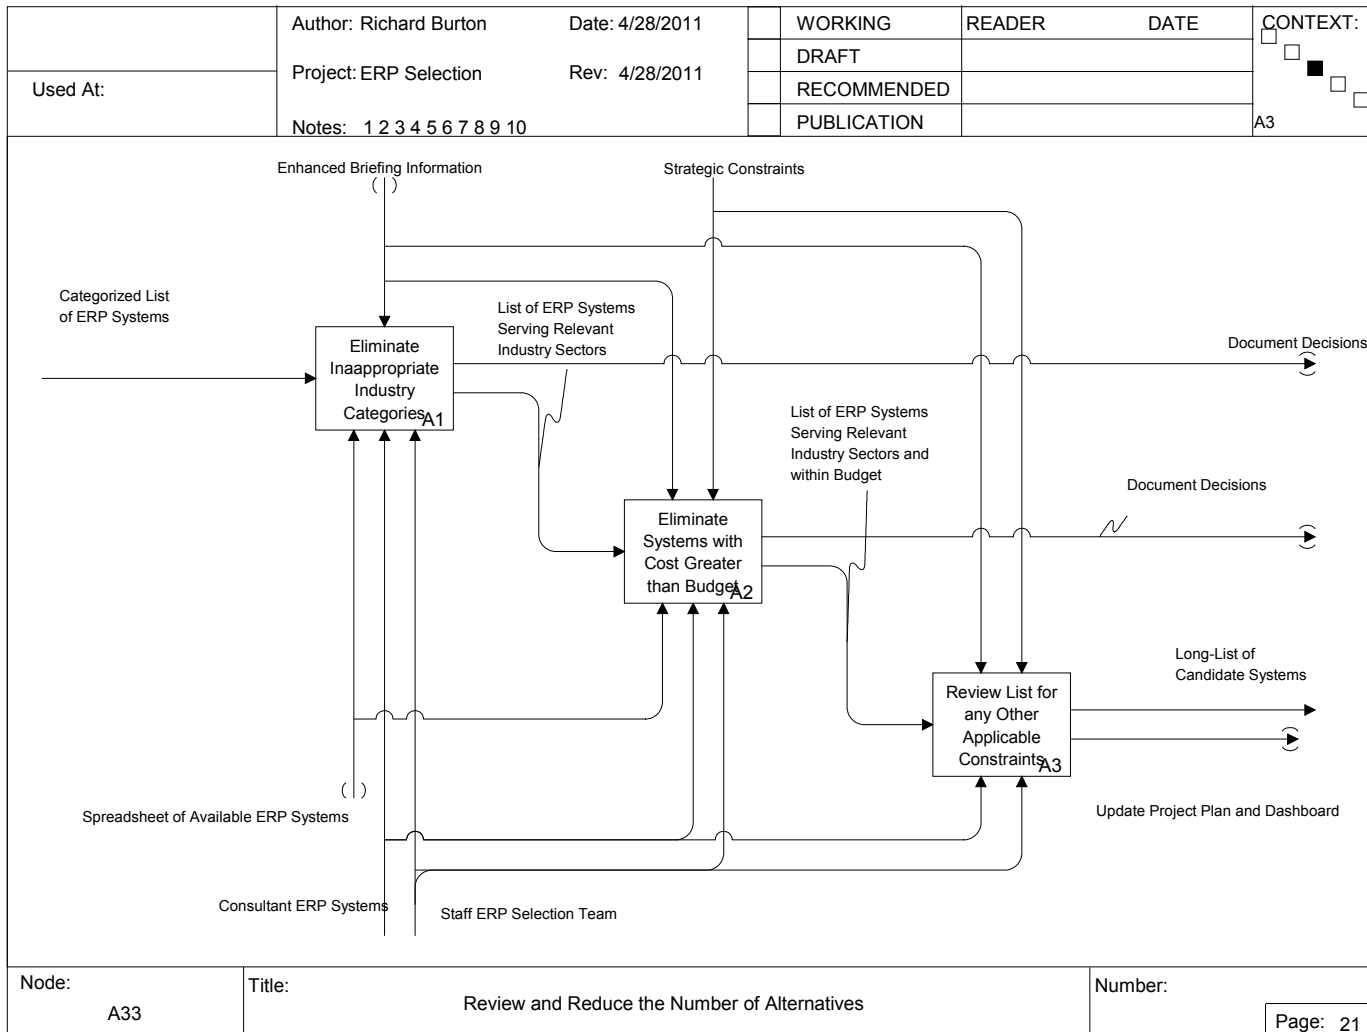 Used At:
Author: Richard Burton
Date: 4/28/2011
Project: ERP Selection
Rev: 4/28/2011
Notes: 1 2 3 4 5 6 7 8 9 10
WORKING
DRAFT
RECOMMENDED
PUBLICATION
READER
DATE
CONTEXT:
A3
Enhanced Briefing Information
Strategic Constraints
Categorized List
of ERP Systems
List of ERP Systems
Serving Relevant
Industry Sectors
Eliminate
Inaappropriate
Industry
Categories
A1
Document Decisions
List of ERP Systems
Serving Relevant
Industry Sectors and
within Budget
Document Decisions
Eliminate
Systems with
Cost Greater
than Budget
A2
Long-List of
Candidate Systems
Review List for
any Other
Applicable
Constraints
A3
Update Project Plan and Dashboard
Spreadsheet of Available ERP Systems
Consultant ERP Systems
Staff ERP Selection Team
Node:
A33
Title:
Review and Reduce the Number of Alternatives
Number:
Page: 21